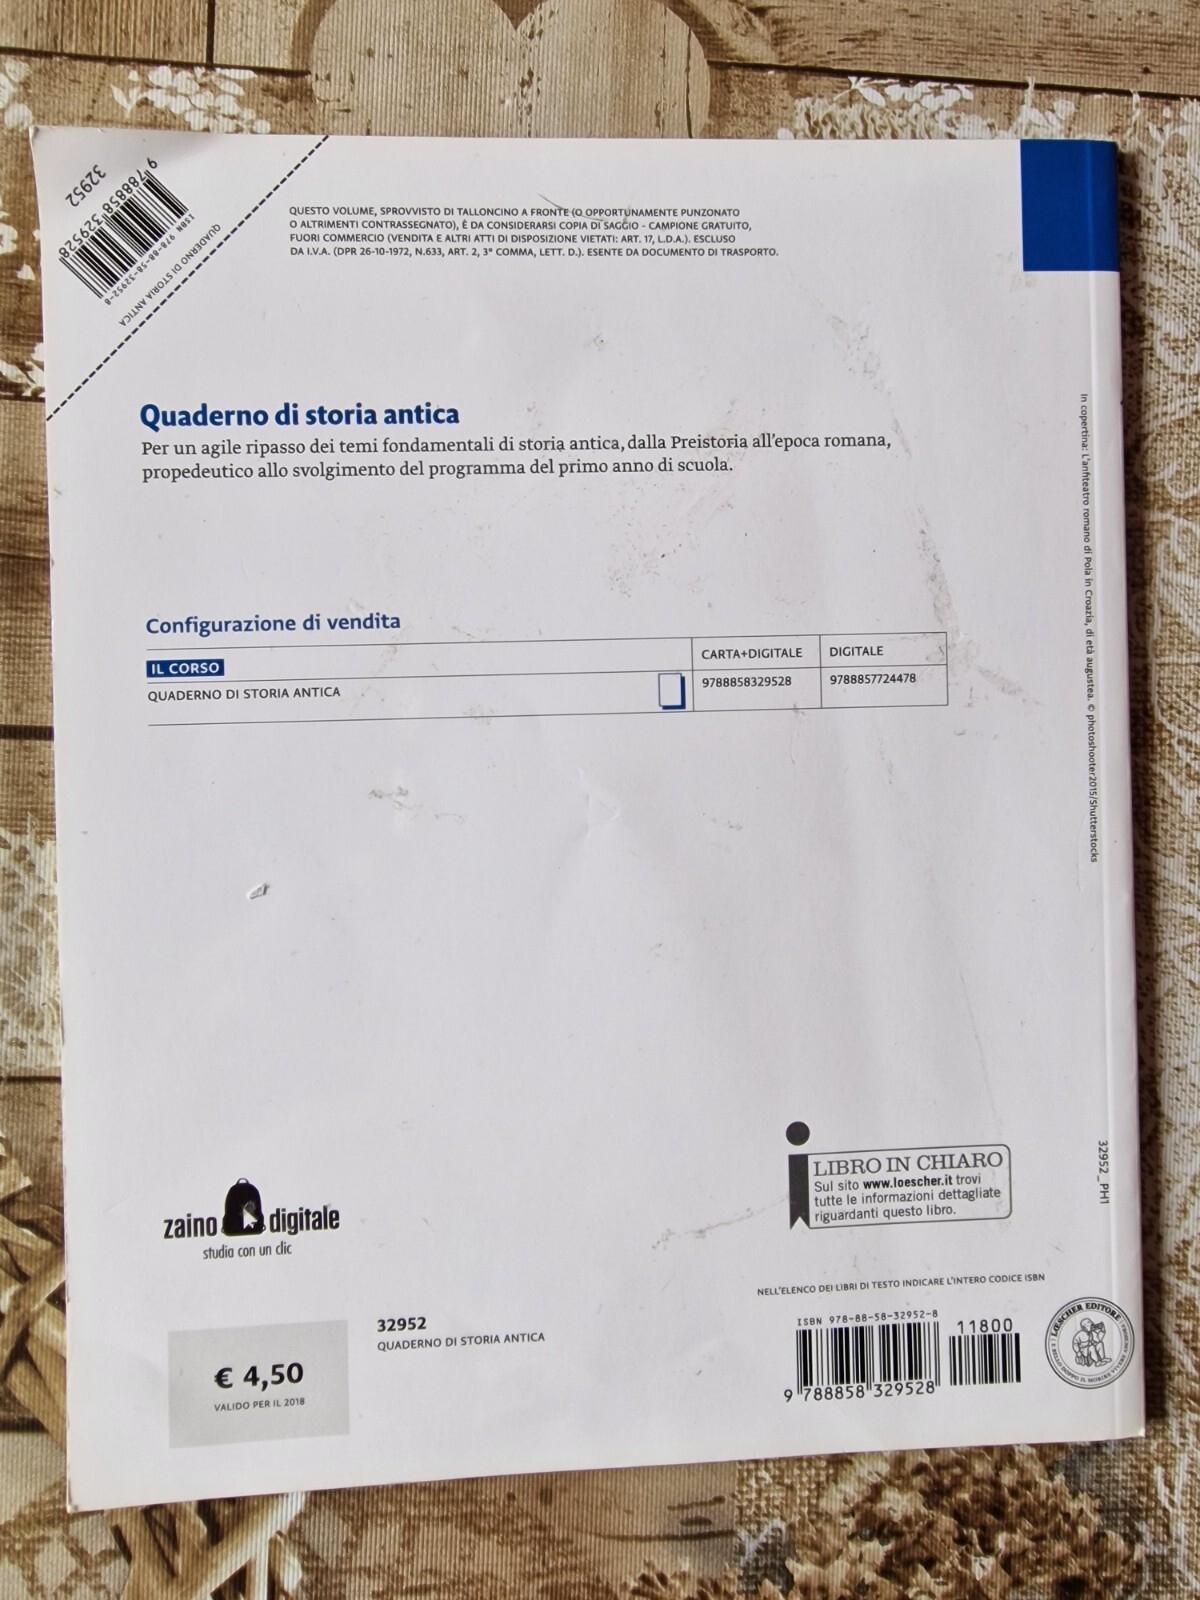 32952
9 788858 329528
ISBN 978-88-58-32952-8
QUADERNO DI STORIA ANTICA
QUESTO VOLUME, SPROVVISTO DI TALLONCINO A FRONTE (O OPPORTUNAMENTE PUNZONATO
O ALTRIMENTI CONTRASSEGNATO), È DA CONSIDERARSI COPIA DI SAGGIO - CAMPIONE GRATUITO,
FUORI COMMERCIO (VENDITA E ALTRI ATTI DI DISPOSIZIONE VIETATI: ART. 17, L.D.A.). ESCLUSO
DA I.V.A. (DPR 26-10-1972, N.633, ART. 2, 3° COMMA, LETT. D.). ESENTE DA DOCUMENTO DI TRASPORTO.
Quaderno di storia antica
Per un agile ripasso dei temi fondamentali di storia antica, dalla Preistoria all'epoca romana,
propedeutico allo svolgimento del programma del primo anno di scuola.
In copertina: L'anfiteatro romano di Pola in Croazia, di età augustea. © photoshooter2015/Shutterstocks
Configurazione di vendita
IL CORSO
CARTA+DIGITALE
DIGITALE
QUADERNO DI STORIA ANTICA
9788858329528
9788857724478
32952_PH1
LIBRO IN CHIARO
Sul sito www.loescher.it trovi
tutte le informazioni dettagliate
riguardanti questo libro.
zaino digitale
studia con un clic
NELL'ELENCO DEI LIBRI DI TESTO INDICARE L'INTERO CODICE ISBN
32952
QUADERNO DI STORIA ANTICA
€ 4,50
VALIDO PER IL 2018
ISBN 978-88-58-32952-8
11800
9 788858 329528
LŒSCHER EDITORE
È BELLO DOPO IL MORIRE VIVERE ANCORA